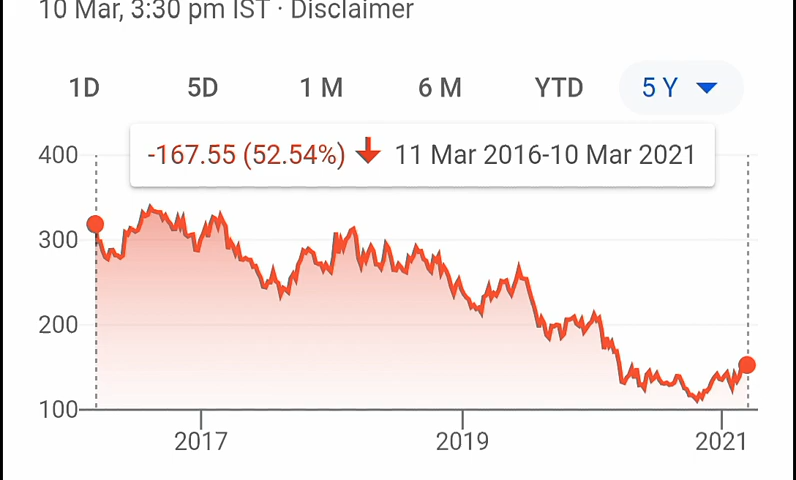 10 Mar, 3:30 pm IST · Disclaimer
1D 5D 1 M 6 M YTD 5 Y
-167.55 (52.54%) 11 Mar 2016-10 Mar 2021
400
300
200
100
2017 2019 2021